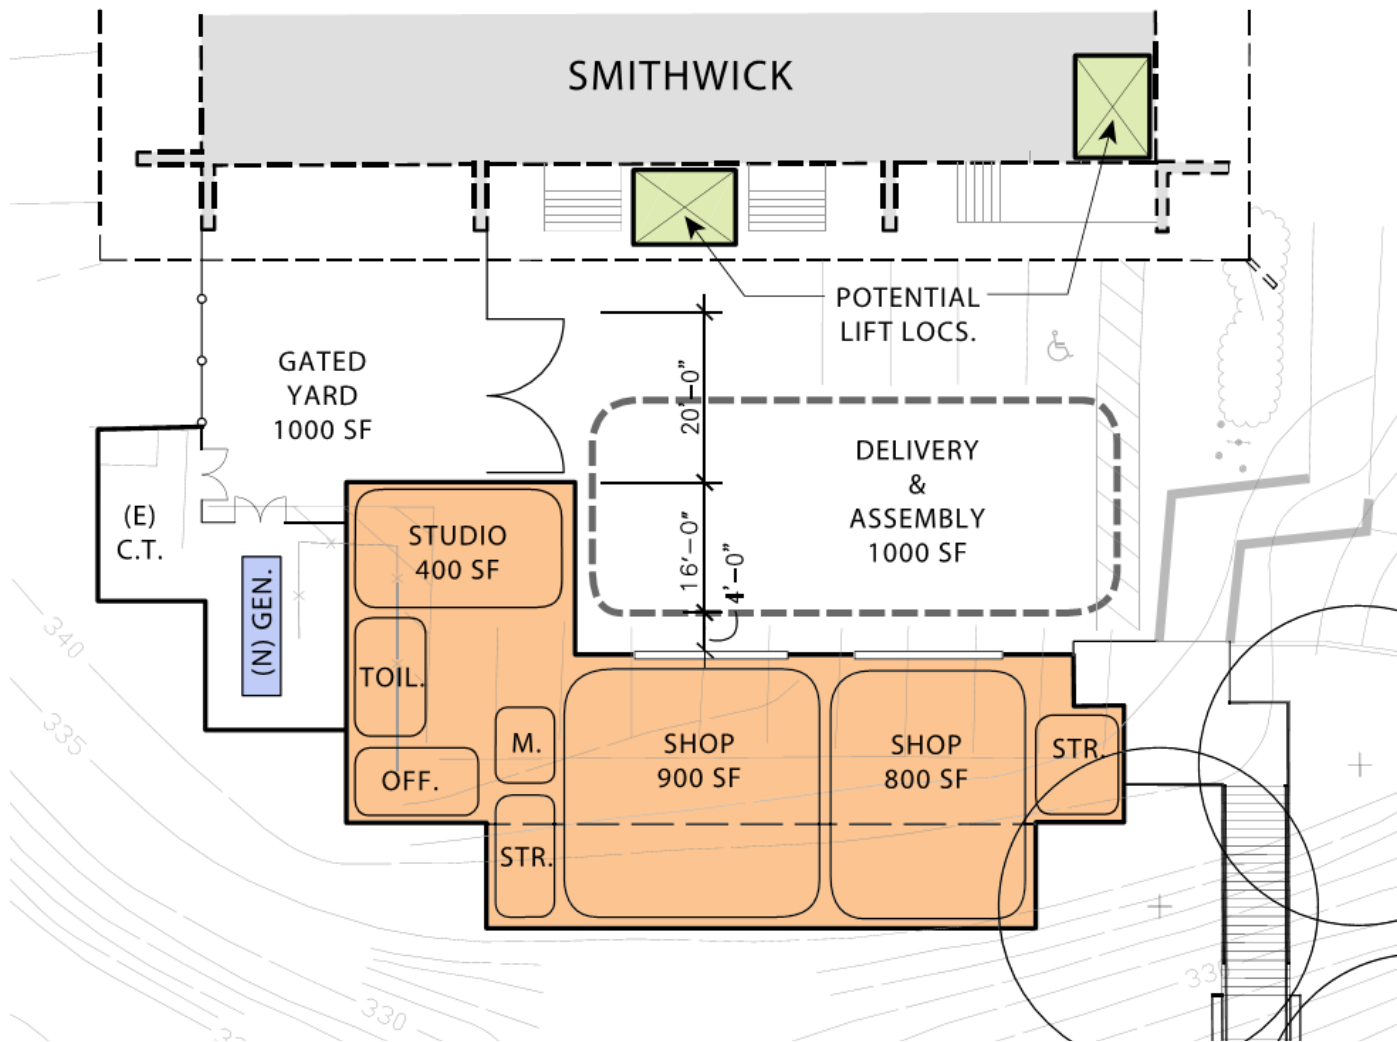 SMITHWICK
POTENTIAL
LIFT LOCS.
GATED
YARD
1000 SF
20'-0"
DELIVERY
&
ASSEMBLY
1000 SF
(E)
C.T.
STUDIO
400 SF
16'-0"
4'-0"
(N) GEN.
TOIL.
OFF.
M.
STR.
SHOP
900 SF
SHOP
800 SF
STR.
340
335
330